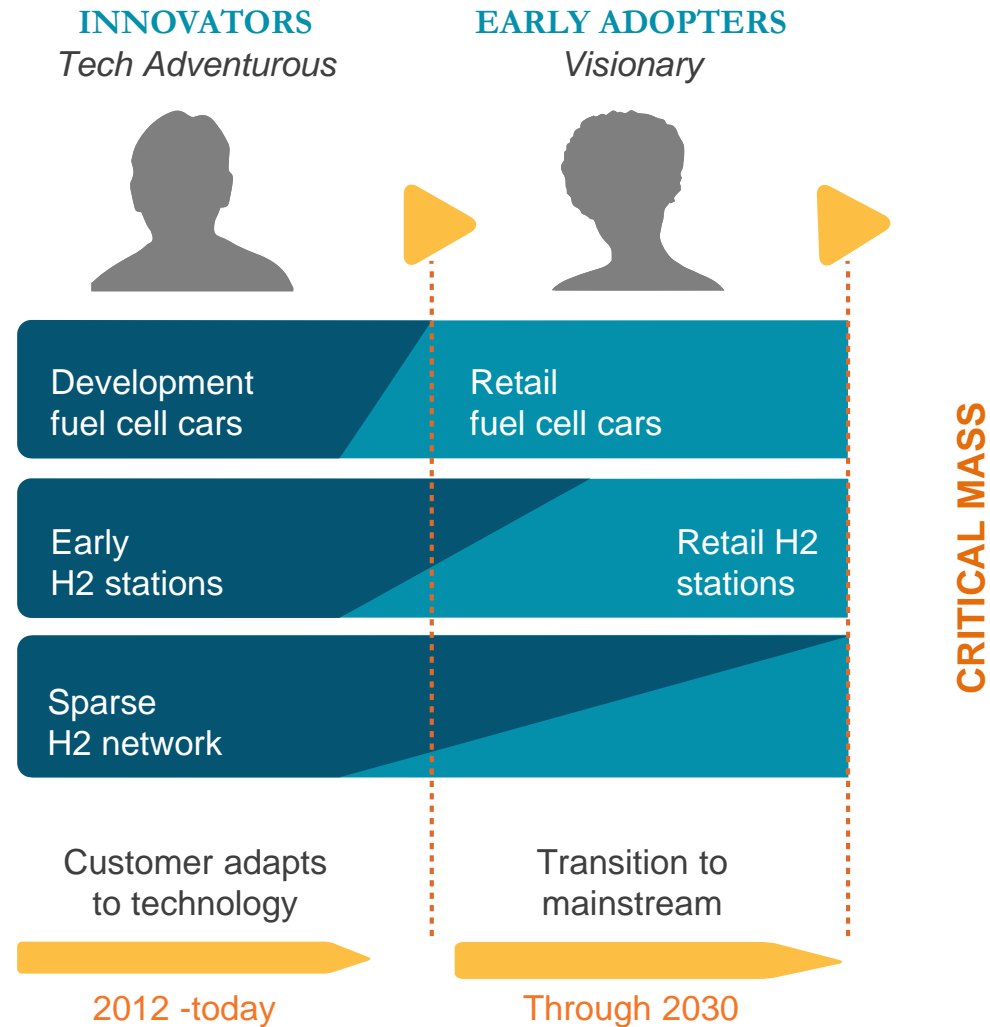 INNOVATORS
Tech Adventurous
EARLY ADOPTERS
Visionary
Development
fuel cell cars
Retail
fuel cell cars
Early
H2 stations
Retail H2
stations
Sparse
H2 network
CRITICAL MASS
Customer adapts
to technology
Transition to
mainstream
2012 -today
Through 2030